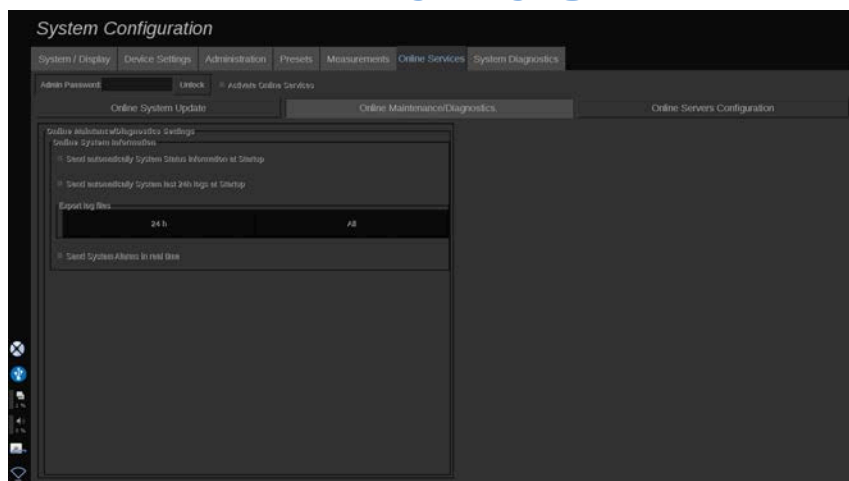 System Configuration
System / Display Device Settings Administration Presets Measurements Online Services System Diagnostics
Admin Password: Unlock Activate Online Services
Online System Update Online Maintenance/Diagnostics. Online Servers Configuration
Online Maintance/Diagnostics Settings
Online System Information
Send automatically System Status Information at Startup
Send automatically System last 24h logs at Startup
Export log files
24 h All
Send System Alarms in real time